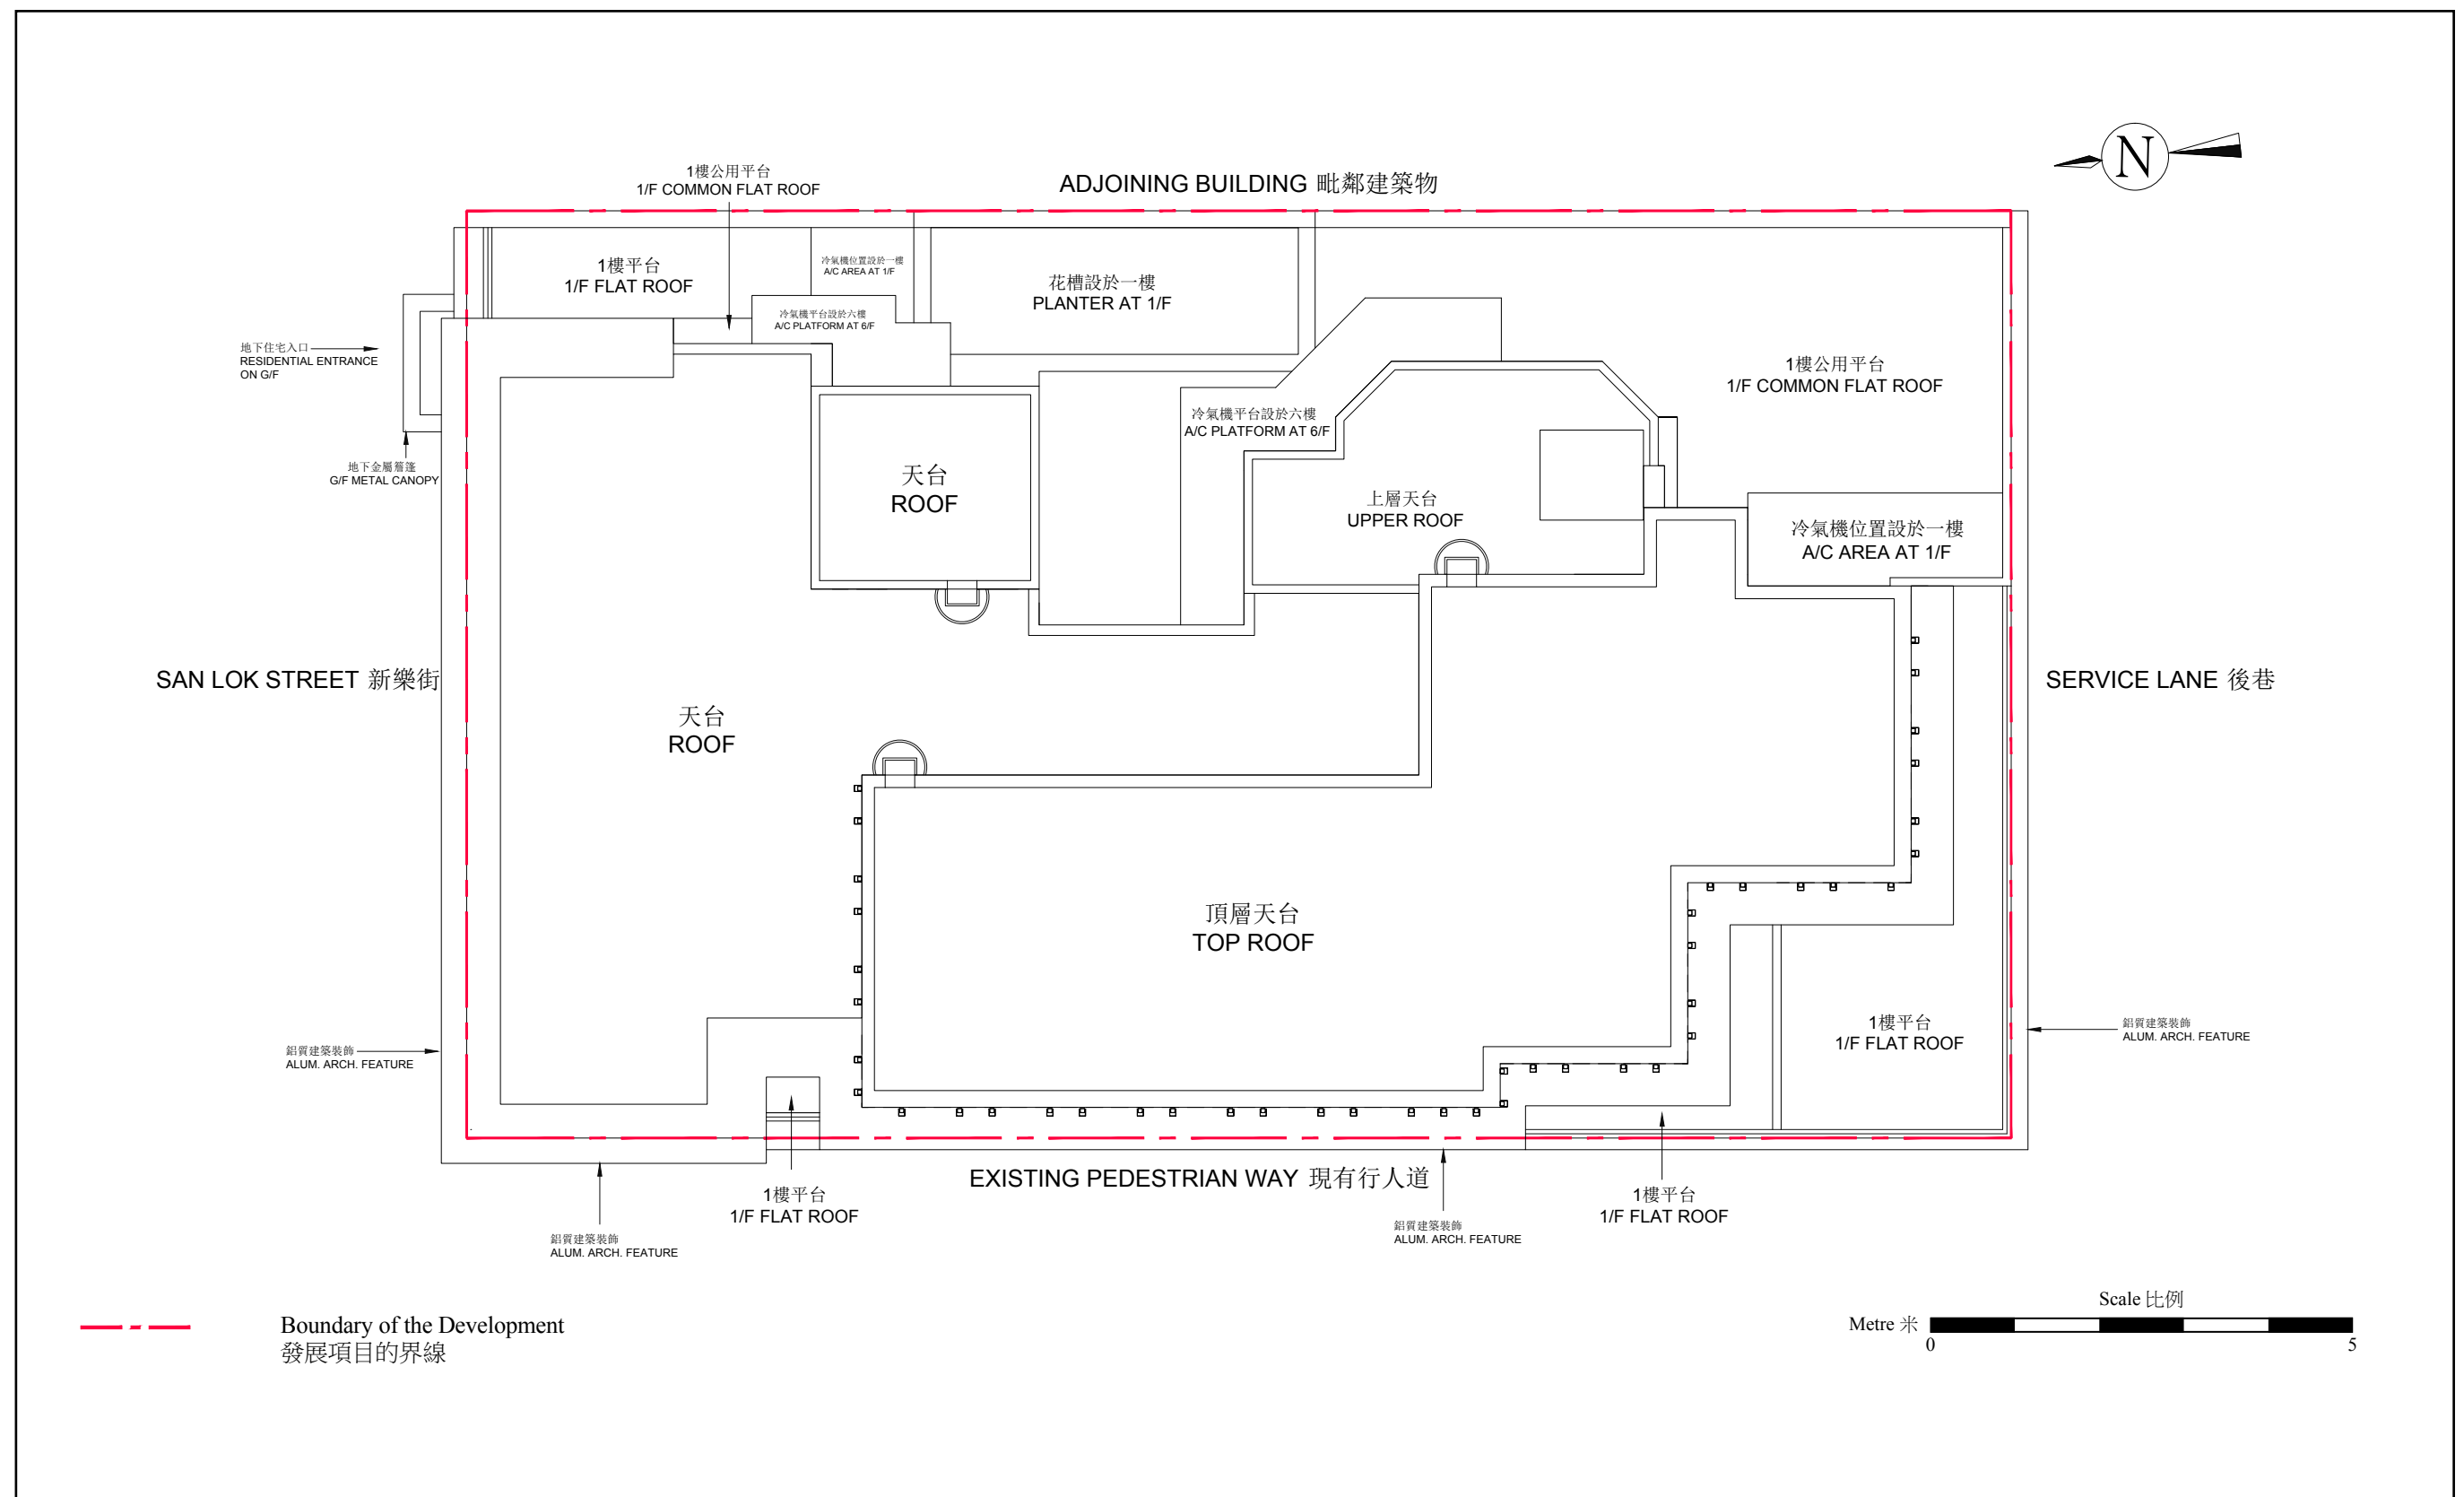 1樓公用平台
1/F COMMON FLAT ROOF
ADJOINING BUILDING 毗鄰建築物
N
1樓平台
1/F FLAT ROOF
冷氣機位置設於一樓
A/C AREA AT 1/F
花槽設於一樓
PLANTER AT 1/F
冷氣機平台設於六樓
A/C PLATFORM AT 6/F
地下住宅入口
RESIDENTIAL ENTRANCE
ON G/F
1樓公用平台
1/F COMMON FLAT ROOF
冷氣機平台設於六樓
A/C PLATFORM AT 6/F
地下金屬簷篷
G/F METAL CANOPY
天台
ROOF
上層天台
UPPER ROOF
冷氣機位置設於一樓
A/C AREA AT 1/F
SAN LOK STREET 新樂街
SERVICE LANE 後巷
天台
ROOF
頂層天台
TOP ROOF
1樓平台
1/F FLAT ROOF
鋁質建築裝飾
ALUM. ARCH. FEATURE
鋁質建築裝飾
ALUM. ARCH. FEATURE
EXISTING PEDESTRIAN WAY 現有行人道
1樓平台
1/F FLAT ROOF
1樓平台
1/F FLAT ROOF
鋁質建築裝飾
ALUM. ARCH. FEATURE
鋁質建築裝飾
ALUM. ARCH. FEATURE
Boundary of the Development
發展項目的界線
Scale 比例
Metre 米
0 5